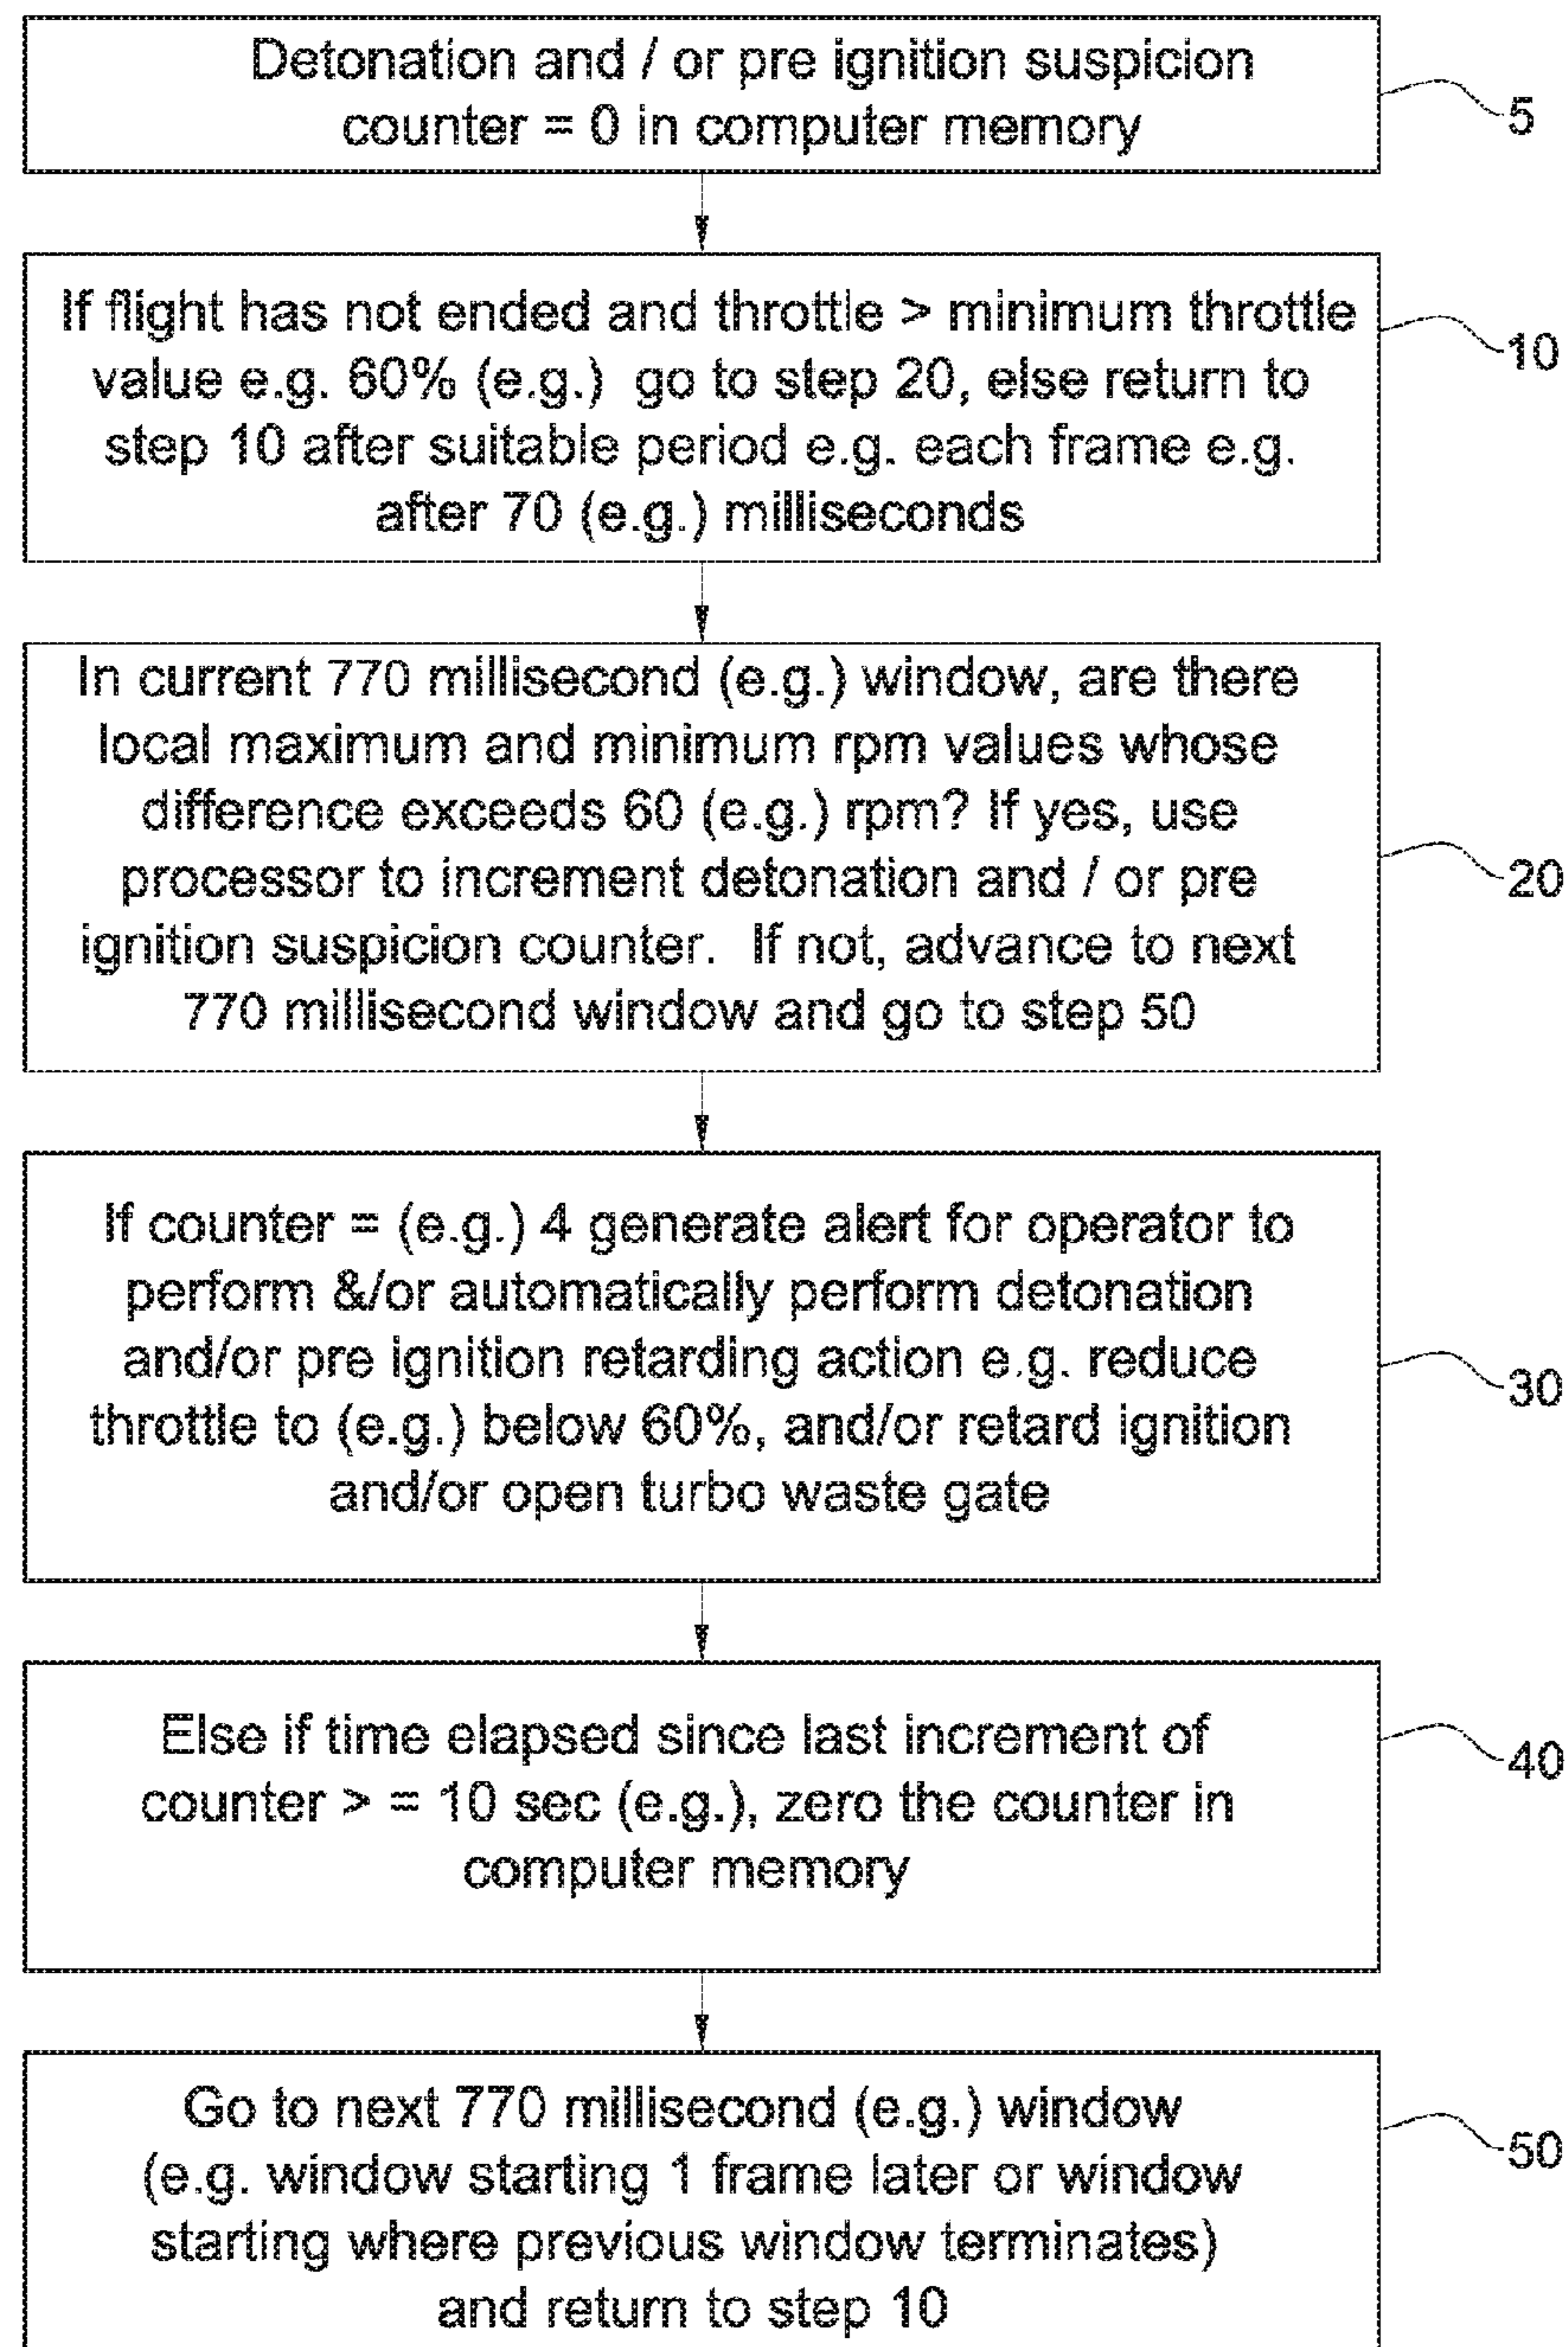 Detonation and / or pre ignition suspicion
counter = 0 in computer memory
5
If flight has not ended and throttle > minimum throttle
value e.g. 60% (e.g.) go to step 20, else return to
step 10 after suitable period e.g. each frame e.g.
after 70 (e.g.) milliseconds
10
In current 770 millisecond (e.g.) window, are there
local maximum and minimum rpm values whose
difference exceeds 60 (e.g.) rpm? If yes, use
processor to increment detonation and / or pre
ignition suspicion counter. If not, advance to next
770 millisecond window and go to step 50
20
If counter = (e.g.) 4 generate alert for operator to
perform &/or automatically perform detonation
and/or pre ignition retarding action e.g. reduce
throttle to (e.g.) below 60%, and/or retard ignition
and/or open turbo waste gate
30
Else if time elapsed since last increment of
counter > = 10 sec (e.g.), zero the counter in
computer memory
40
Go to next 770 millisecond (e.g.) window
(e.g. window starting 1 frame later or window
starting where previous window terminates)
and return to step 10
50